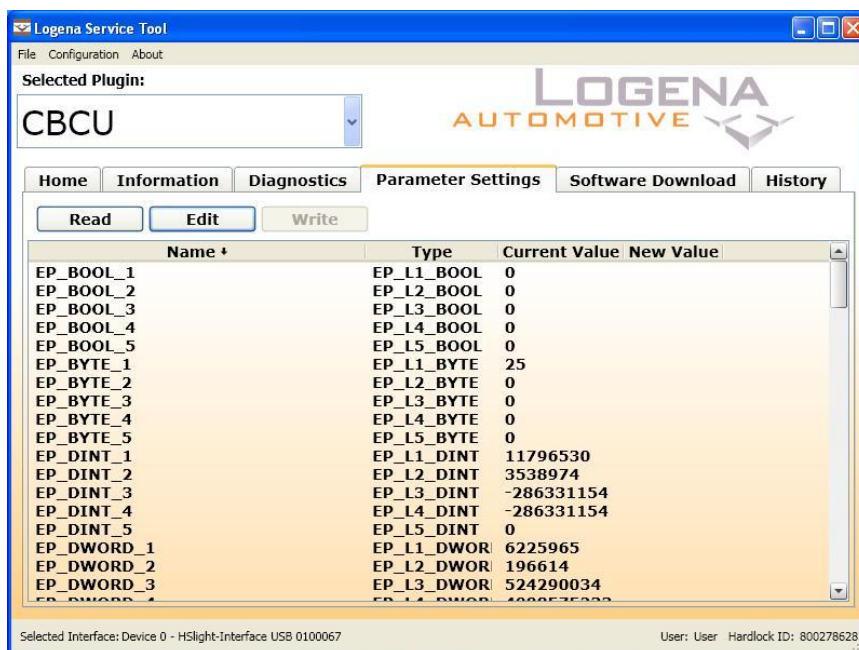 Logena Service Tool
File Configuration About
Selected Plugin:
CBCU
LOGENA
AUTOMOTIVE
Home Information Diagnostics Parameter Settings Software Download History
Read Edit Write
Name Type Current Value New Value
EP_BOOL_1 EP_L1_BOOL 0
EP_BOOL_2 EP_L2_BOOL 0
EP_BOOL_3 EP_L3_BOOL 0
EP_BOOL_4 EP_L4_BOOL 0
EP_BOOL_5 EP_L5_BOOL 0
EP_BYTE_1 EP_L1_BYTE 25
EP_BYTE_2 EP_L2_BYTE 0
EP_BYTE_3 EP_L3_BYTE 0
EP_BYTE_4 EP_L4_BYTE 0
EP_BYTE_5 EP_L5_BYTE 0
EP_DINT_1 EP_L1_DINT 11796530
EP_DINT_2 EP_L2_DINT 3538974
EP_DINT_3 EP_L3_DINT -286331154
EP_DINT_4 EP_L4_DINT -286331154
EP_DINT_5 EP_L5_DINT 0
EP_DWORD_1 EP_L1_DWOR 6225965
EP_DWORD_2 EP_L2_DWOR 196614
EP_DWORD_3 EP_L3_DWOR 524290034
Selected Interface: Device 0 - HSlight-Interface USB 0100067 User: User Hardlock ID: 800278628